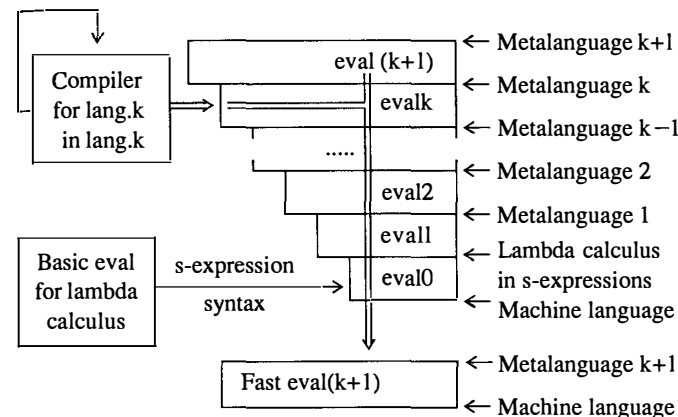 Compiler
for lang.k
in lang.k
eval (k+1)
evalk
.....
eval2
evall
eval0
Metalanguage k+1
Metalanguage k
Metalanguage k−1
Metalanguage 2
Metalanguage 1
Lambda calculus
in s-expressions
Machine language
Basic eval
for lambda
calculus
s-expression
syntax
Fast eval(k+1)
Metalanguage k+1
Machine language